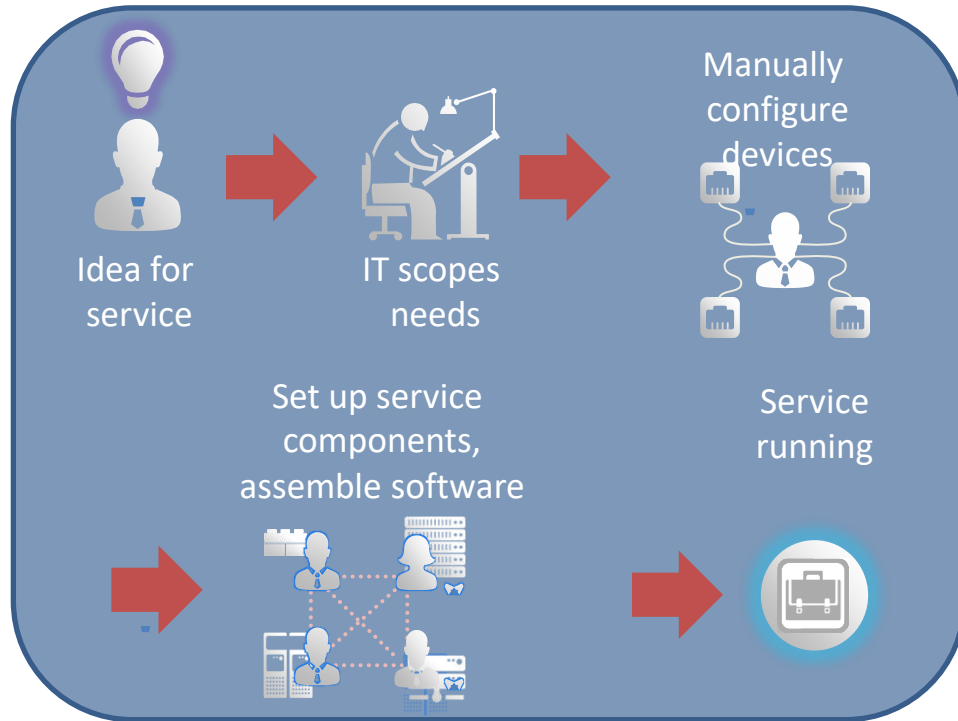 Idea for
service
IT scopes
needs
Manually
configure
devices
Set up service
components,
assemble software
Service
running